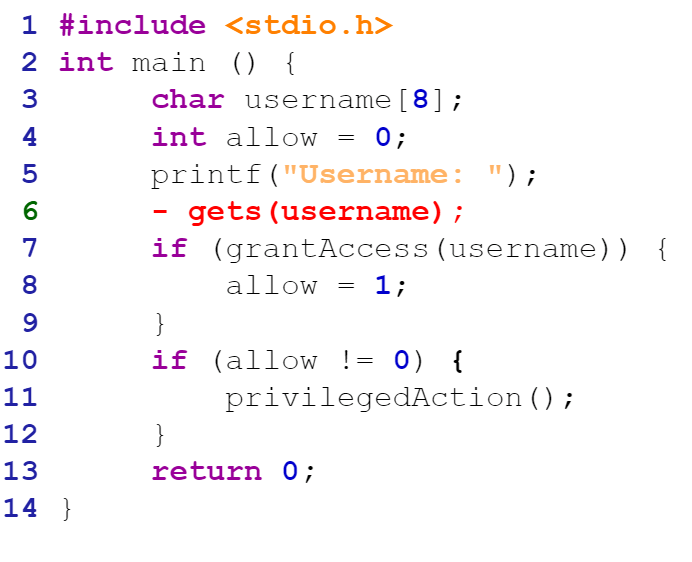 1 #include <stdio.h>
2 int main () {
3 char username[8];
4 int allow = 0;
5 printf("Username: ");
6 - gets(username);
7 if (grantAccess(username)) {
8 allow = 1;
9 }
10 if (allow != 0) {
11 privilegedAction();
12 }
13 return 0;
14 }